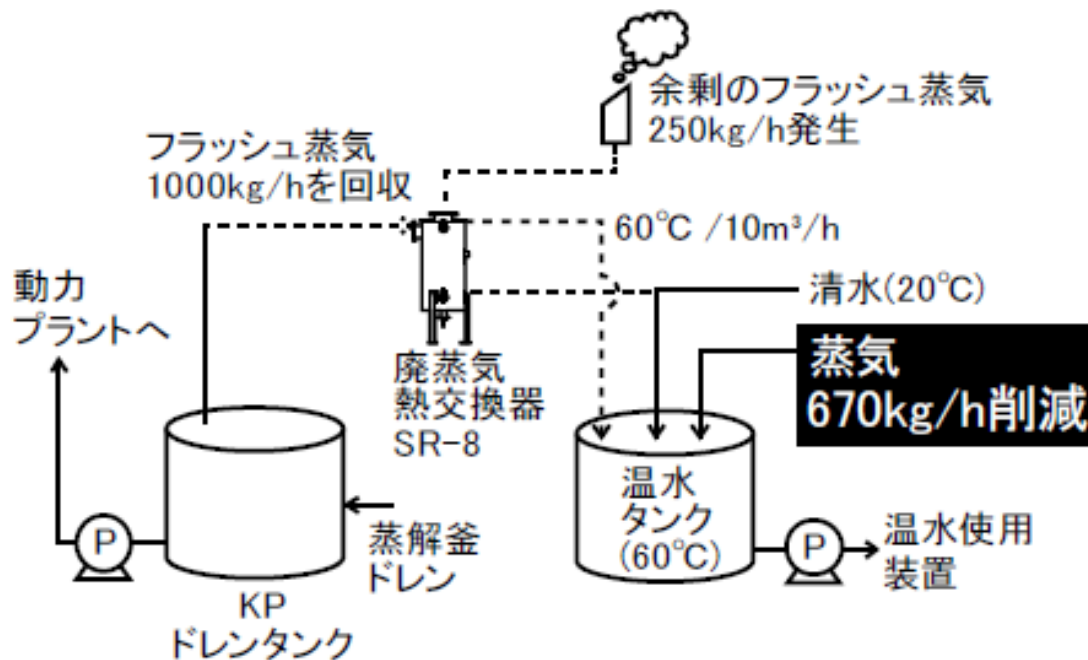 余剰のフラッシュ蒸気
250kg/h発生
フラッシュ蒸気
1000kg/hを回収
60℃ /10m³/h
動力
プラントへ
清水(20℃)
蒸気
670kg/h削減
廃蒸気
熱交換器
SR-8
温水
タンク
(60℃)
P
蒸解釜
ドレン
P
温水使用
装置
KP
ドレンタンク